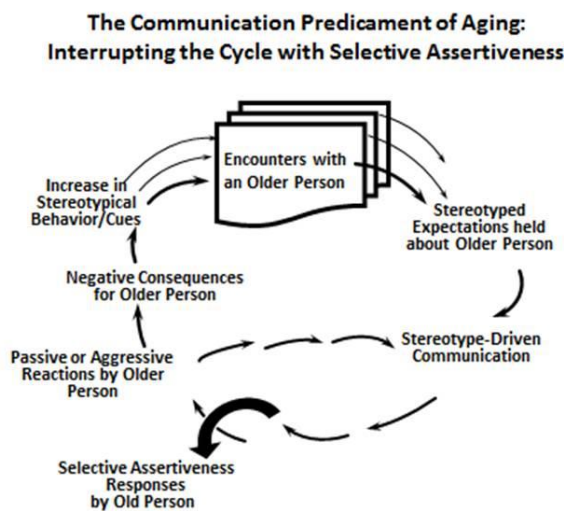 The Communication Predicament of Aging:
Interrupting the Cycle with Selective Assertiveness
Encounters with
an Older Person
Increase in
Stereotypical
Behavior/Cues
Stereotyped
Expectations held
about Older Person
Negative Consequences
for Older Person
Stereotype-Driven
Communication
Passive or Aggressive
Reactions by Older
Person
Selective Assertiveness
Responses
by Old Person